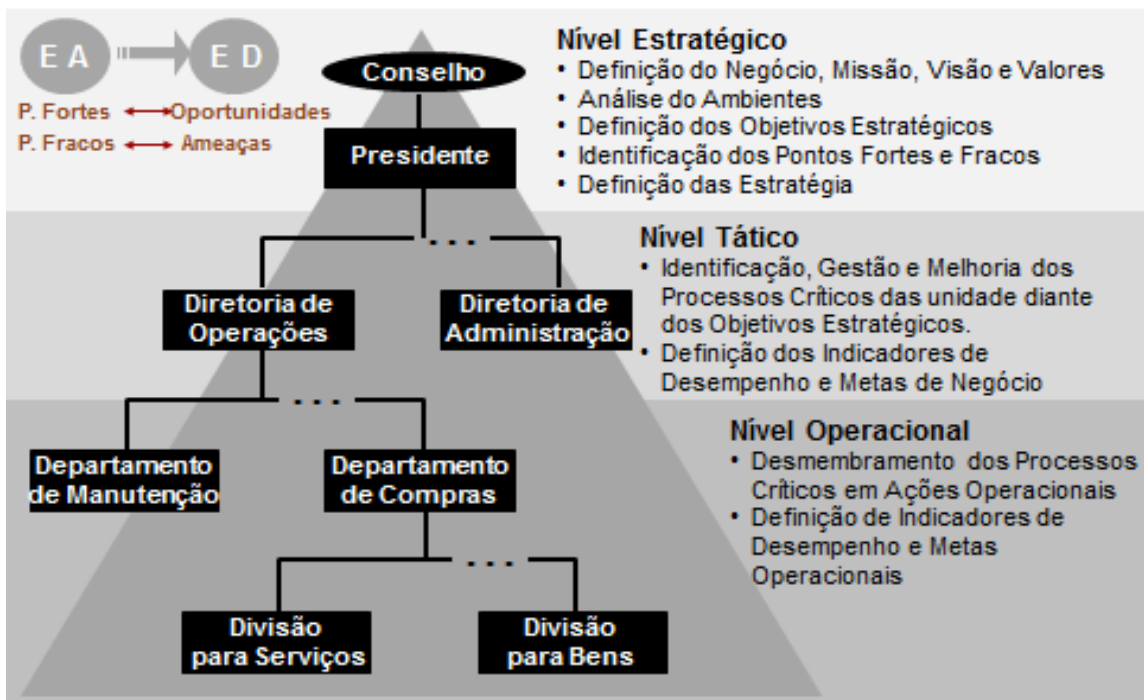 E A
E D
P. Fortes
Oportunidades
P. Fracos
Ameaças
Conselho
Presidente
Nível Estratégico
• Definição do Negócio, Missão, Visão e Valores
• Análise do Ambientes
• Definição dos Objetivos Estratégicos
• Identificação dos Pontos Fortes e Fracos
• Definição das Estratégia
. . .
Diretoria de
Operações
Diretoria de
Administração
Nível Tático
• Identificação, Gestão e Melhoria dos
Processos Críticos das unidade diante
dos Objetivos Estratégicos.
• Definição dos Indicadores de
Desempenho e Metas de Negócio
. . .
Departamento
de Manutenção
Departamento
de Compras
Nível Operacional
• Desmembramento dos Processos
Críticos em Ações Operacionais
• Definição de Indicadores de
Desempenho e Metas
Operacionais
. . .
Divisão
para Serviços
Divisão
para Bens